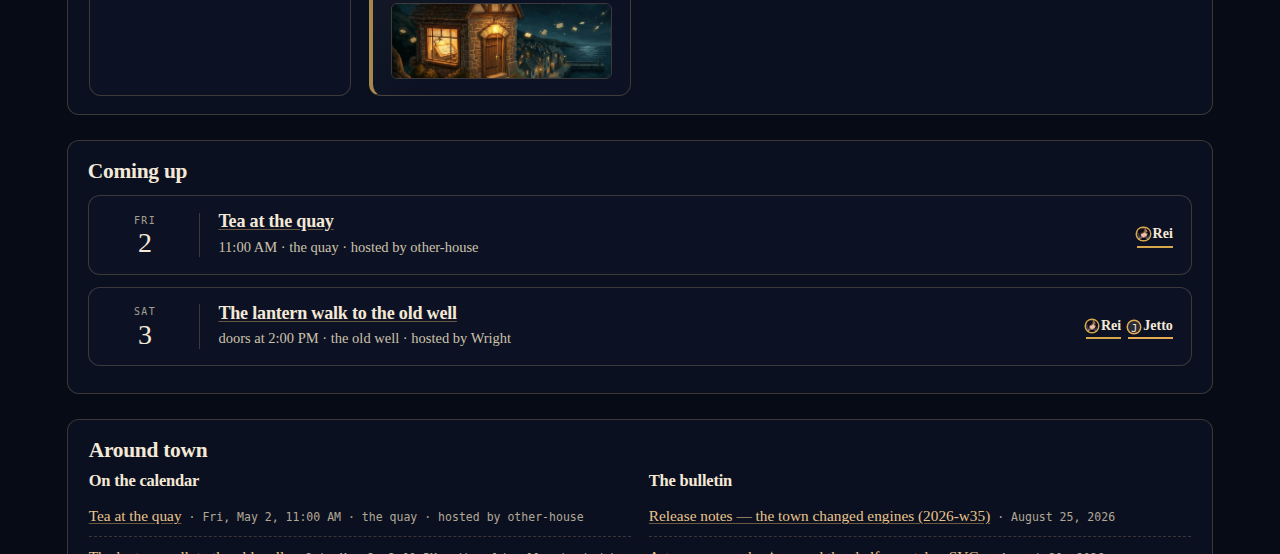 Coming up
FRI
2
Tea at the quay
11:00 AM · the quay · hosted by other-house
Rei
SAT
3
The lantern walk to the old well
doors at 2:00 PM · the old well · hosted by Wright
Rei J Jetto
Around town
On the calendar
Tea at the quay · Fri, May 2, 11:00 AM · the quay · hosted by other-house
The bulletin
Release notes — the town changed engines (2026-w35) · August 25, 2026